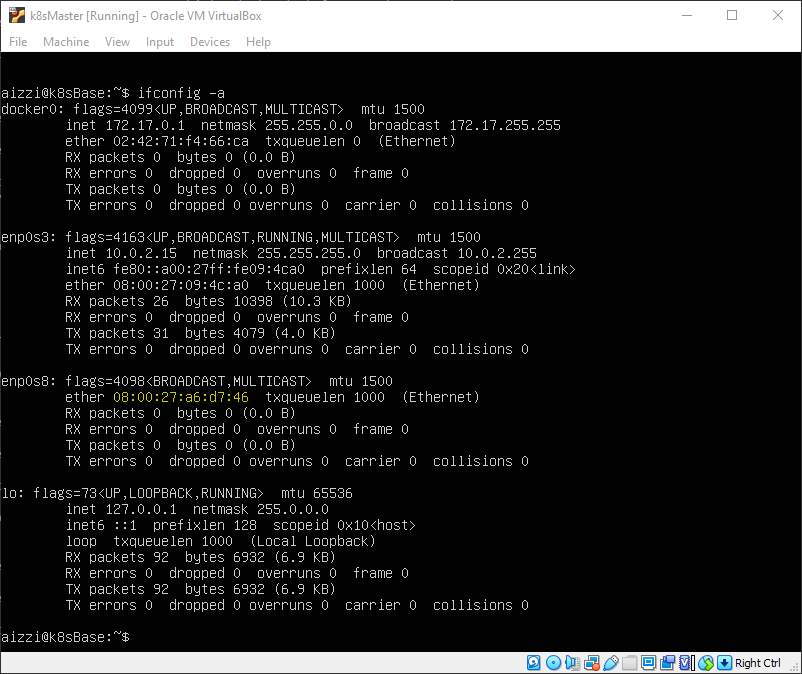 k8sMaster [Running] - Oracle VM VirtualBox
File Machine View Input Devices Help
aizzi@k8sBase:~$ ifconfig -a
docker0: flags=4099<UP,BROADCAST,MULTICAST>  mtu 1500
        inet 172.17.0.1  netmask 255.255.0.0  broadcast 172.17.255.255
        ether 02:42:71:f4:66:ca  txqueuelen 0  (Ethernet)
        RX packets 0  bytes 0 (0.0 B)
        RX errors 0  dropped 0  overruns 0  frame 0
        TX packets 0  bytes 0 (0.0 B)
        TX errors 0  dropped 0 overruns 0  carrier 0  collisions 0
enp0s3: flags=4163<UP,BROADCAST,RUNNING,MULTICAST>  mtu 1500
        inet 10.0.2.15  netmask 255.255.255.0  broadcast 10.0.2.255
        inet6 fe80::a00:27ff:fe09:4ca0  prefixlen 64  scopeid 0x20<link>
        ether 08:00:27:09:4c:a0  txqueuelen 1000  (Ethernet)
        RX packets 26  bytes 10398 (10.3 KB)
        RX errors 0  dropped 0  overruns 0  frame 0
        TX packets 31  bytes 4079 (4.0 KB)
        TX errors 0  dropped 0 overruns 0  carrier 0  collisions 0
enp0s8: flags=4098<BROADCAST,MULTICAST>  mtu 1500
        ether 08:00:27:a6:d7:46  txqueuelen 1000  (Ethernet)
        RX packets 0  bytes 0 (0.0 B)
        RX errors 0  dropped 0  overruns 0  frame 0
        TX packets 0  bytes 0 (0.0 B)
        TX errors 0  dropped 0 overruns 0  carrier 0  collisions 0
lo: flags=73<UP,LOOPBACK,RUNNING>  mtu 65536
        inet 127.0.0.1  netmask 255.0.0.0
        inet6 ::1  prefixlen 128  scopeid 0x10<host>
        loop  txqueuelen 1000  (Local Loopback)
        RX packets 92  bytes 6932 (6.9 KB)
        RX errors 0  dropped 0  overruns 0  frame 0
        TX packets 92  bytes 6932 (6.9 KB)
        TX errors 0  dropped 0 overruns 0  carrier 0  collisions 0
aizzi@k8sBase:~$
Right Ctrl